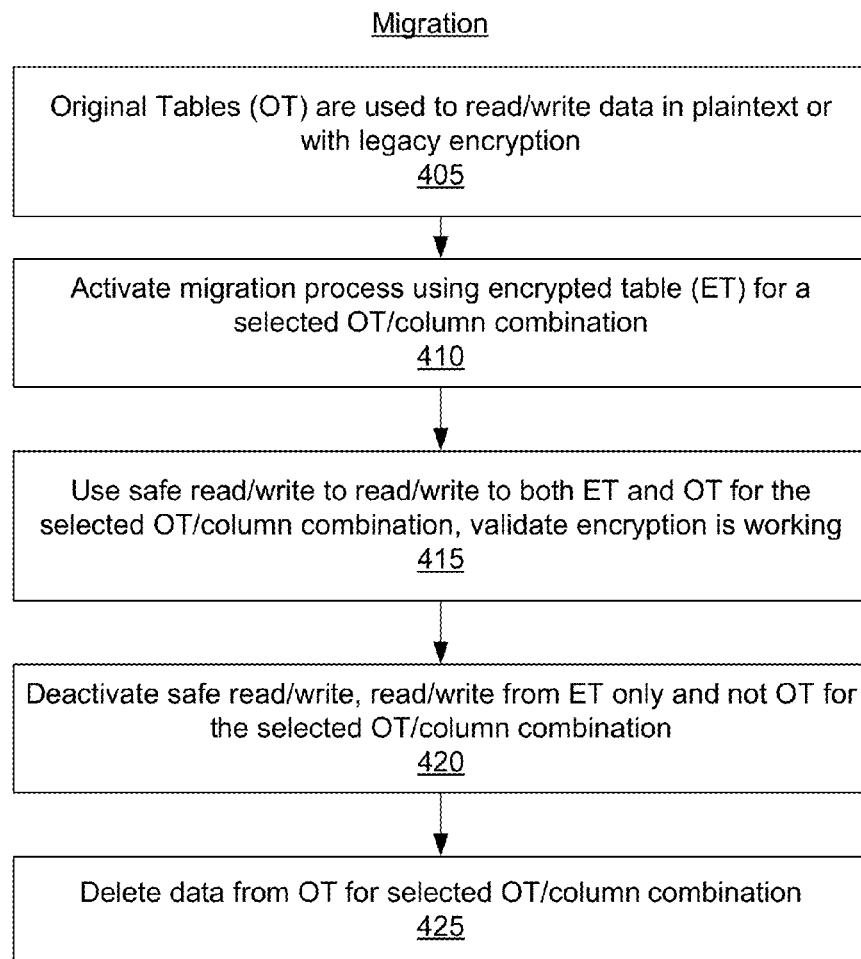 Migration
Original Tables (OT) are used to read/write data in plaintext or
with legacy encryption
405
Activate migration process using encrypted table (ET) for a
selected OT/column combination
410
Use safe read/write to read/write to both ET and OT for the
selected OT/column combination, validate encryption is working
415
Deactivate safe read/write, read/write from ET only and not OT for
the selected OT/column combination
420
Delete data from OT for selected OT/column combination
425